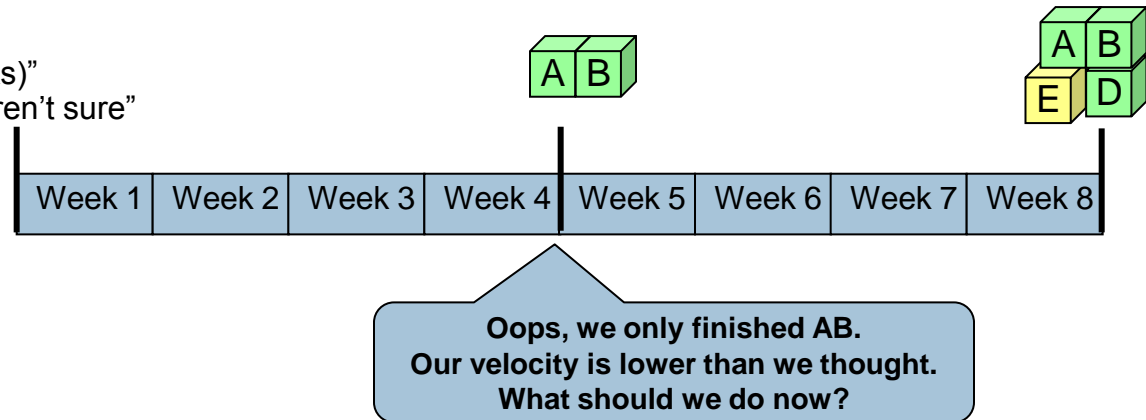 s)”
ren’t sure”
A B
A B
E D
Week 1 Week 2 Week 3 Week 4 Week 5 Week 6 Week 7 Week 8
Oops, we only finished AB.
Our velocity is lower than we thought.
What should we do now?